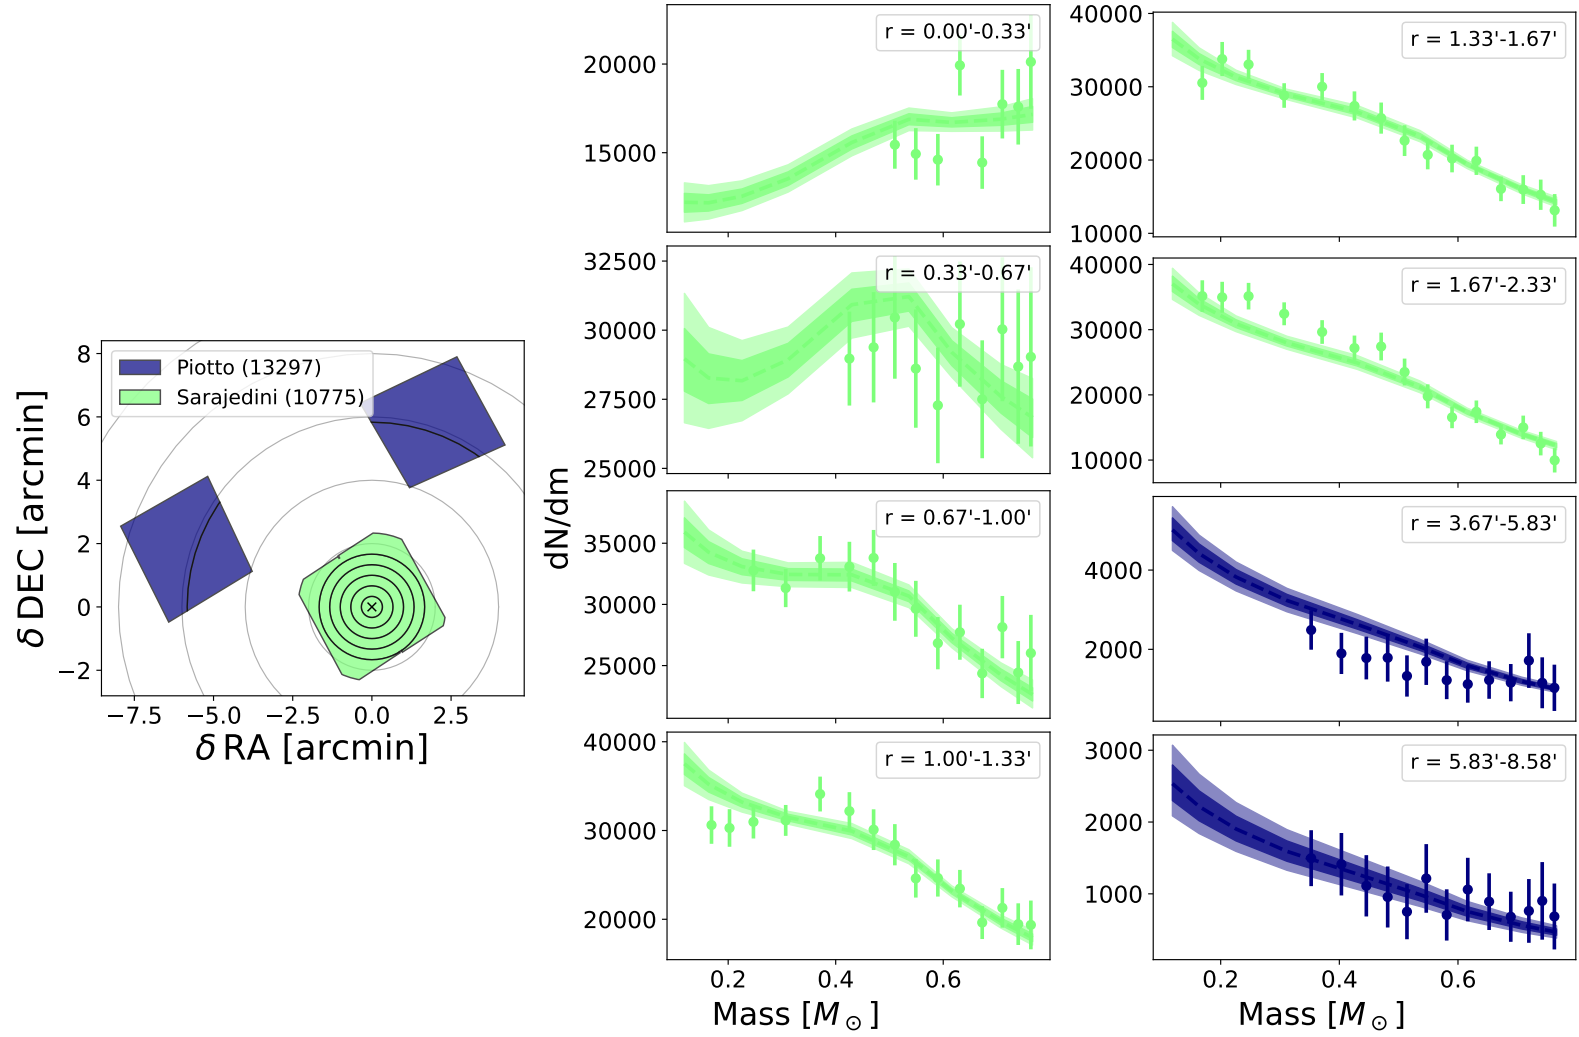 8
6
4
2
0
−2
δ DEC [arcmin]
Piotto (13297)
Sarajedini (10775)
−7.5 −5.0 −2.5 0.0 2.5
δ RA [arcmin]
dN/dm
20000
15000
r = 0.00'-0.33'
32500
30000
27500
25000
r = 0.33'-0.67'
35000
30000
25000
r = 0.67'-1.00'
40000
30000
20000
r = 1.00'-1.33'
0.2 0.4 0.6
Mass [M☉]
40000
30000
20000
10000
r = 1.33'-1.67'
40000
30000
20000
10000
r = 1.67'-2.33'
4000
2000
r = 3.67'-5.83'
3000
2000
1000
r = 5.83'-8.58'
0.2 0.4 0.6
Mass [M☉]